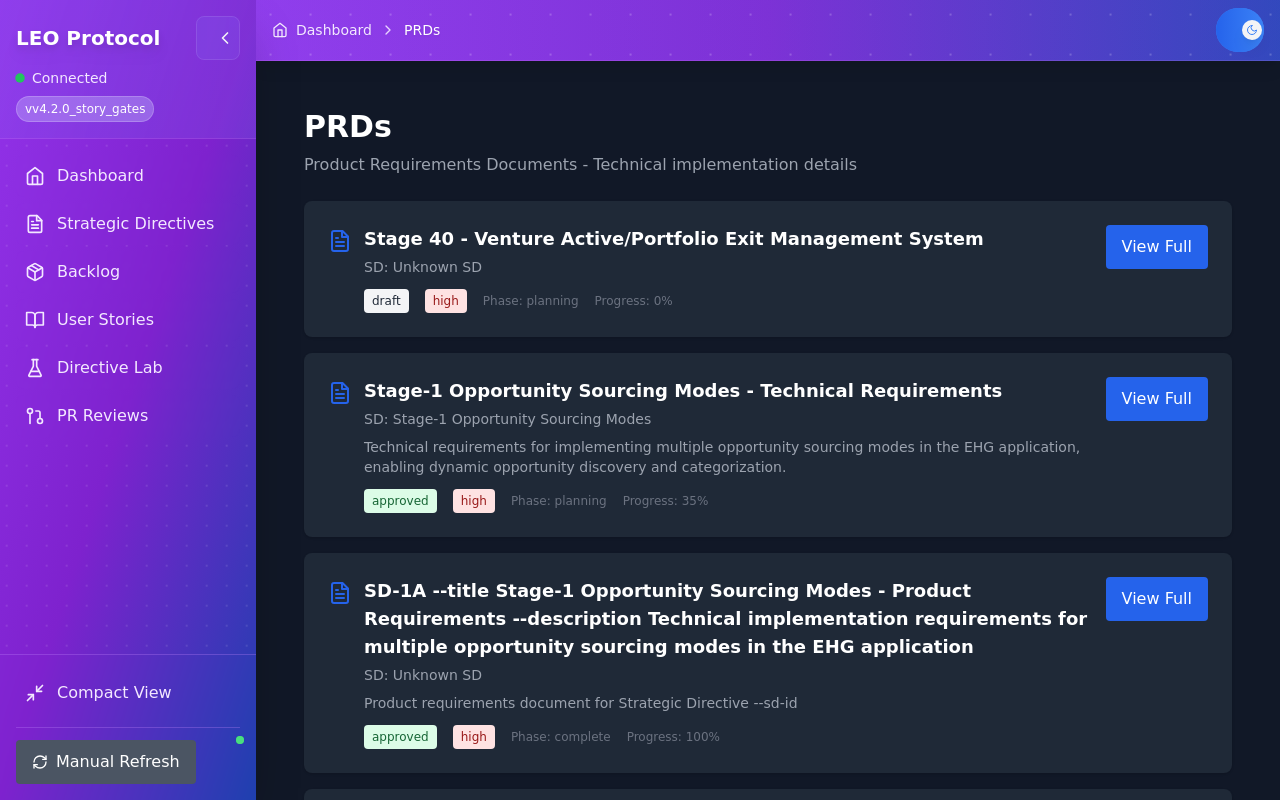 LEO Protocol
Connected
vv4.2.0_story_gates
Dashboard
Strategic Directives
Backlog
User Stories
Directive Lab
PR Reviews
Compact View
Manual Refresh
Dashboard PRDs
PRDs
Product Requirements Documents - Technical implementation details
Stage 40 - Venture Active/Portfolio Exit Management System
View Full
SD: Unknown SD
draft high Phase: planning Progress: 0%
Stage-1 Opportunity Sourcing Modes - Technical Requirements
View Full
SD: Stage-1 Opportunity Sourcing Modes
Technical requirements for implementing multiple opportunity sourcing modes in the EHG application,
enabling dynamic opportunity discovery and categorization.
approved high Phase: planning Progress: 35%
SD-1A --title Stage-1 Opportunity Sourcing Modes - Product
Requirements --description Technical implementation requirements for
multiple opportunity sourcing modes in the EHG application
View Full
SD: Unknown SD
Product requirements document for Strategic Directive --sd-id
approved high Phase: complete Progress: 100%